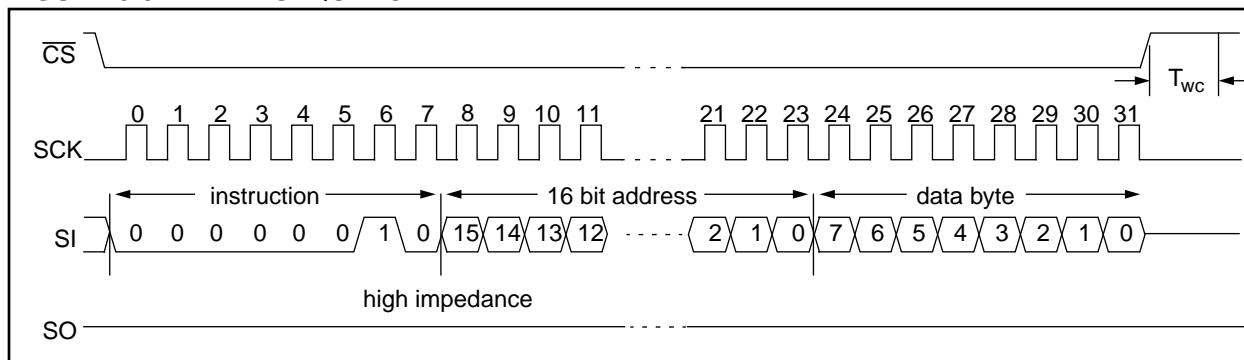 CS
Twc
0 1 2 3 4 5 6 7 8 9 10 11 21 22 23 24 25 26 27 28 29 30 31
SCK
instruction 16 bit address data byte
SI 0 0 0 0 0 0 1 0 15 14 13 12 2 1 0 7 6 5 4 3 2 1 0
high impedance
SO